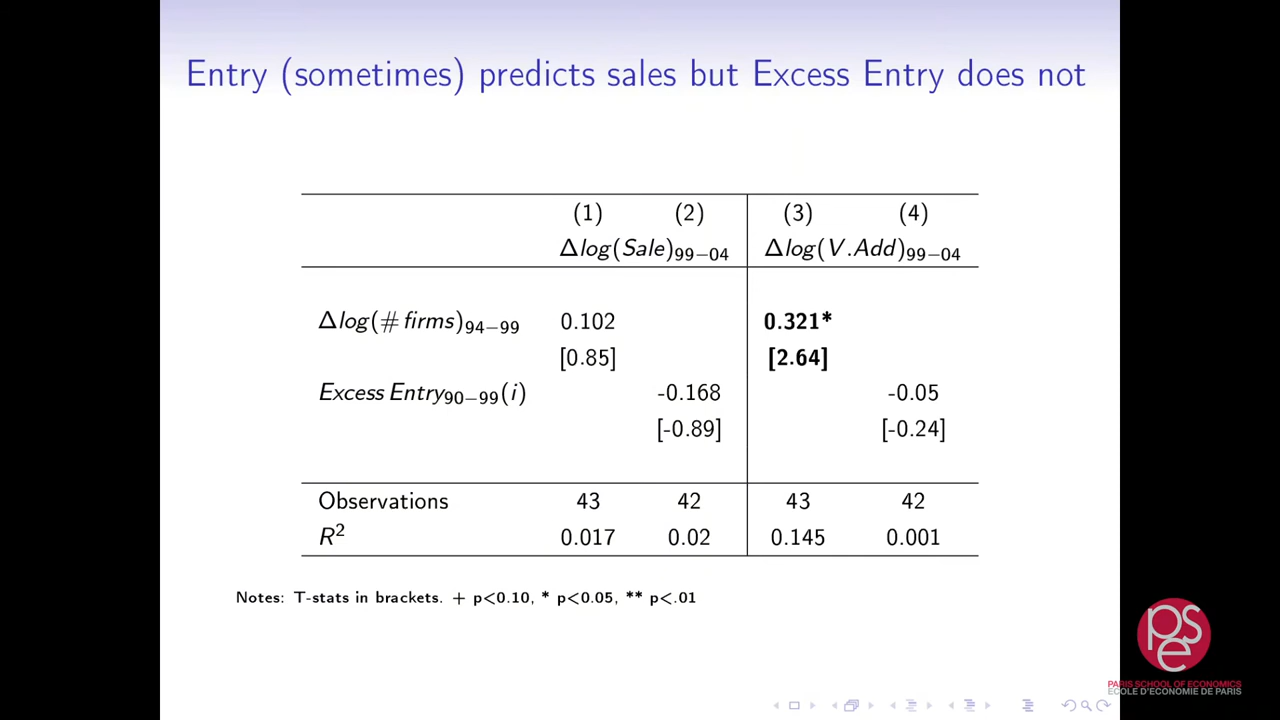 Entry (sometimes) predicts sales but Excess Entry does not
(1) (2) (3) (4)
Δlog(Sale)₉₉₋₀₄ Δlog(V.Add)₉₉₋₀₄
Δlog(# firms)₉₄₋₉₉ 0.102 0.321*
[0.85] [2.64]
Excess Entry₉₀₋₉₉(i) -0.168 -0.05
[-0.89] [-0.24]
Observations 43 42 43 42
R² 0.017 0.02 0.145 0.001
Notes: T-stats in brackets. + p<0.10, * p<0.05, ** p<.01
pse
PARIS SCHOOL OF ECONOMICS
ECOLE D'ECONOMIE DE PARIS